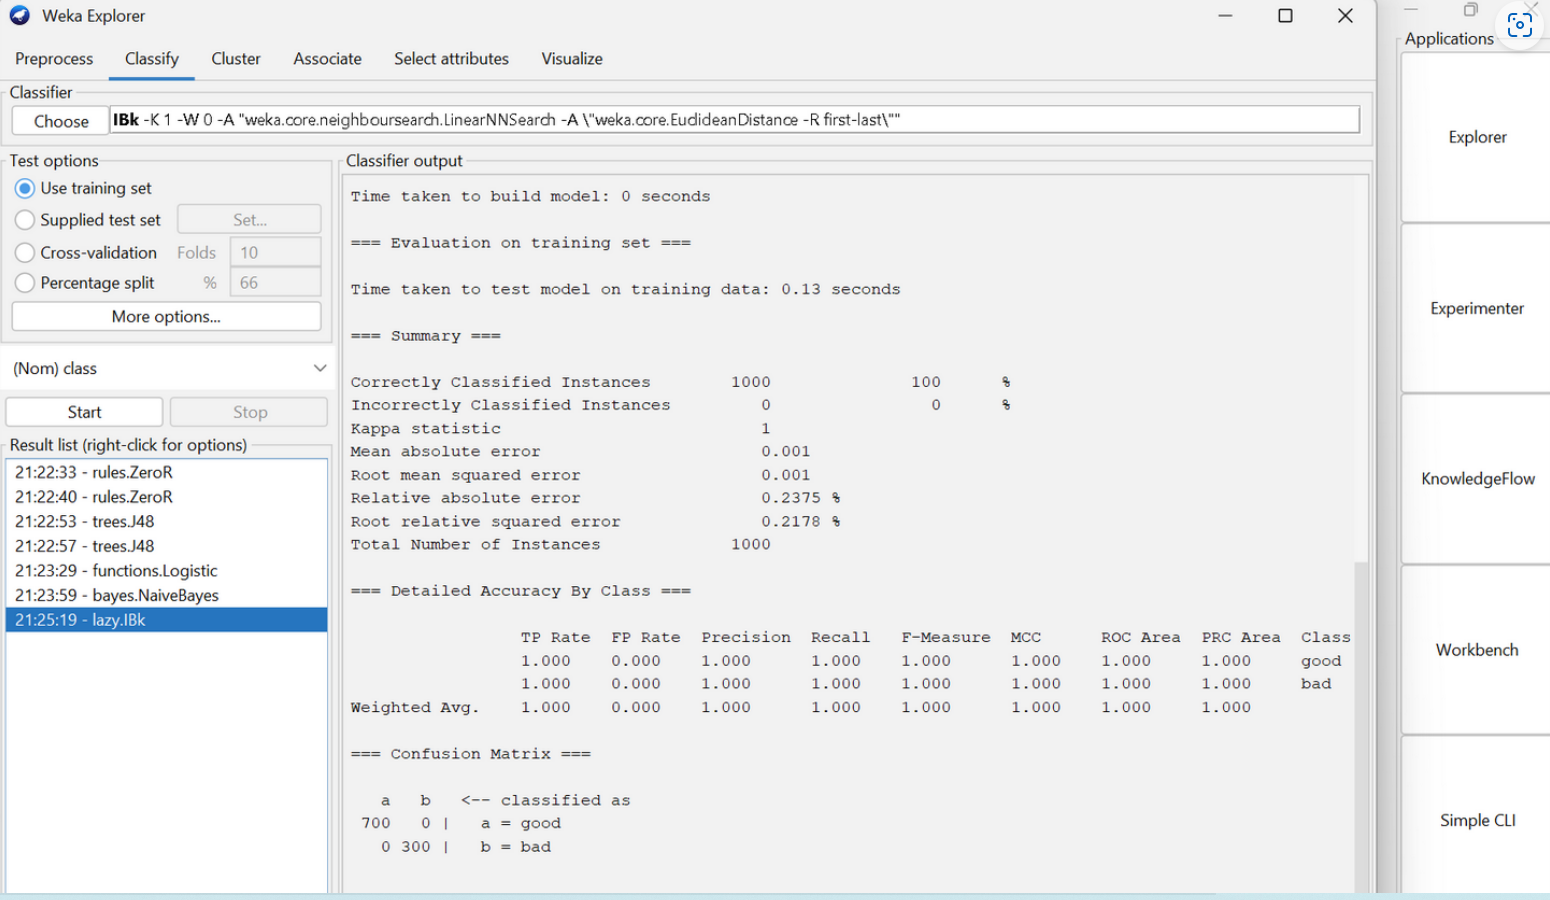 Weka Explorer
Preprocess Classify Cluster Associate Select attributes Visualize
Classifier
Choose IBk -K 1 -W 0 -A "weka.core.neighboursearch.LinearNNSearch -A \"weka.core.EuclideanDistance -R first-last\""
Test options
Use training set
Supplied test set Set...
Cross-validation Folds 10
Percentage split % 66
More options...
(Nom) class
Start Stop
Result list (right-click for options)
21:22:33 - rules.ZeroR
21:22:40 - rules.ZeroR
21:22:53 - trees.J48
21:22:57 - trees.J48
21:23:29 - functions.Logistic
21:23:59 - bayes.NaiveBayes
21:25:19 - lazy.IBk
Classifier output
Time taken to build model: 0 seconds
=== Evaluation on training set ===
Time taken to test model on training data: 0.13 seconds
=== Summary ===
Correctly Classified Instances 1000 100 %
Incorrectly Classified Instances 0 0 %
Kappa statistic 1
Mean absolute error 0.001
Root mean squared error 0.001
Relative absolute error 0.2375 %
Root relative squared error 0.2178 %
Total Number of Instances 1000
=== Detailed Accuracy By Class ===
TP Rate FP Rate Precision Recall F-Measure MCC ROC Area PRC Area Class
1.000 0.000 1.000 1.000 1.000 1.000 1.000 1.000 good
1.000 0.000 1.000 1.000 1.000 1.000 1.000 1.000 bad
Weighted Avg. 1.000 0.000 1.000 1.000 1.000 1.000 1.000 1.000
=== Confusion Matrix ===
a b <-- classified as
700 0 | a = good
0 300 | b = bad
Applications
Explorer
Experimenter
KnowledgeFlow
Workbench
Simple CLI